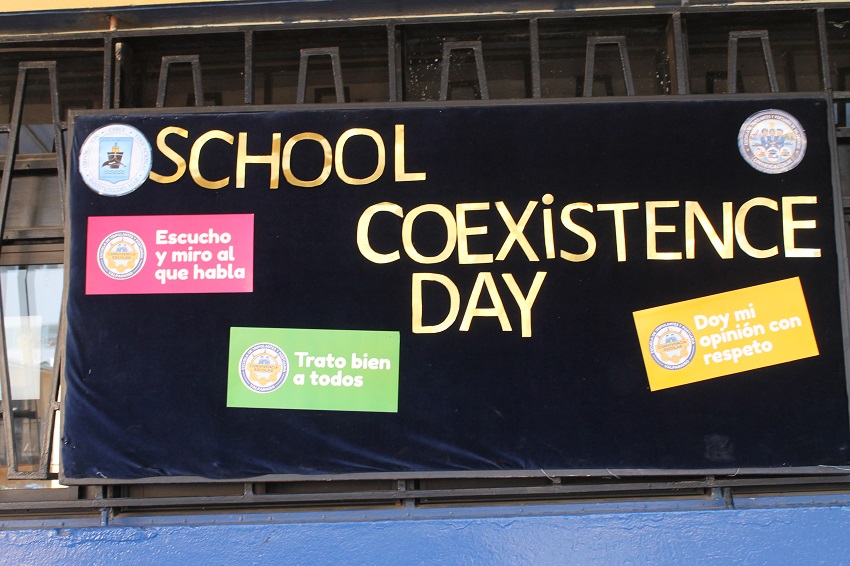 SCHOOL
COEXiSTENCE
DAY
Escucho
y miro al
que habla
Trato bien
a todos
Doy mi
opinión con
respeto